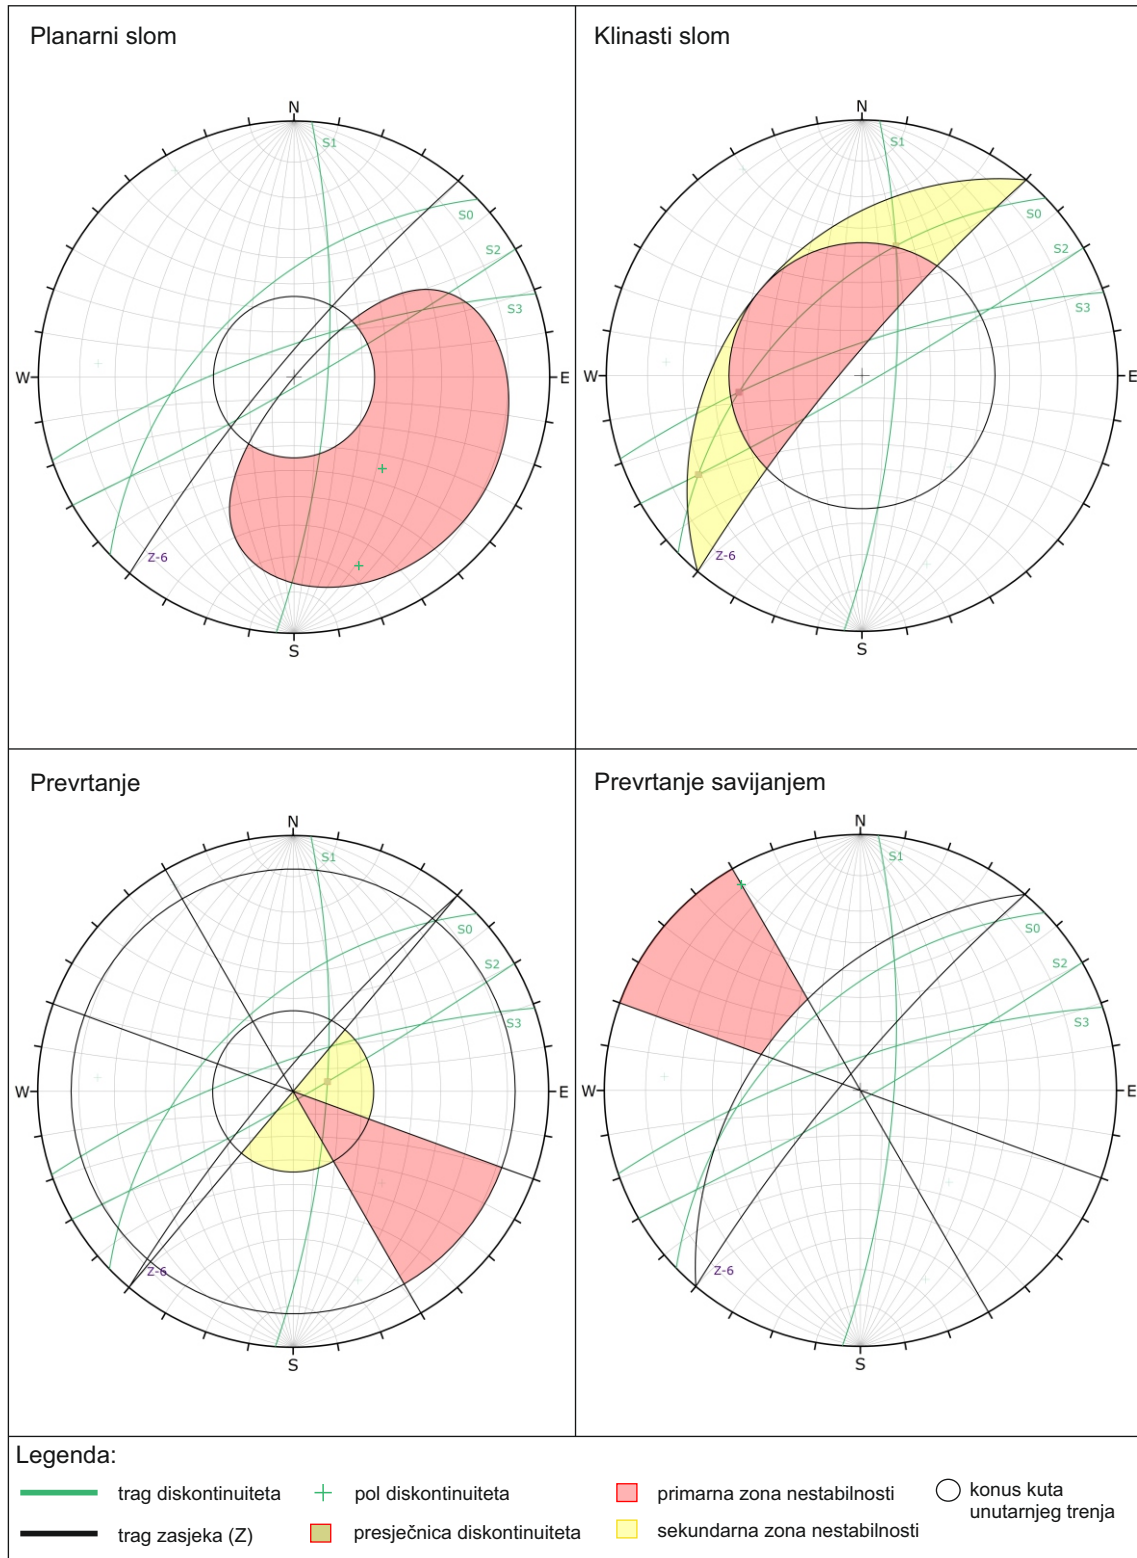 Planarni slom
N
S1
S0
S2
S3
W
E
Z-6
S
Klinasti slom
N
S1
S0
S2
S3
W
E
Z-6
S
Prevrtanje
N
S1
S0
S2
S3
W
E
Z-6
S
Prevrtanje savijanjem
N
S1
S0
S2
S3
W
E
Z-6
S
Legenda:
trag diskontinuiteta
pol diskontinuiteta
primarna zona nestabilnosti
konus kuta
unutarnjeg trenja
trag zasjeka (Z)
presječnica diskontinuiteta
sekundarna zona nestabilnosti